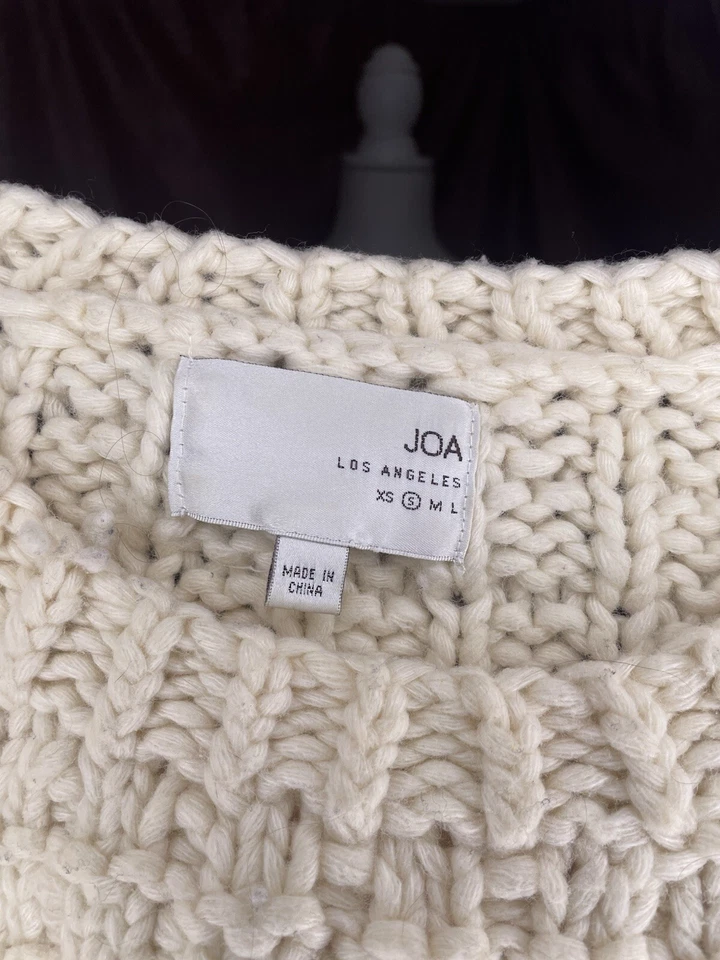 JOA
LOS ANGELES
XS Ⓢ M L
MADE IN
CHINA